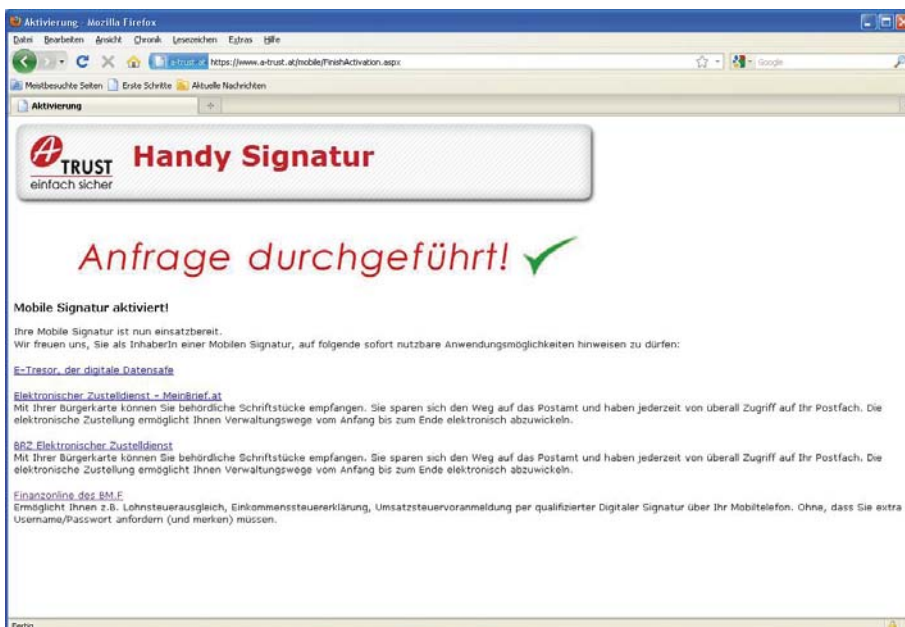 Aktivierung - Mozilla Firefox
Datei Bearbeiten Ansicht Chronik Lesezeichen Extras Hilfe
a-trust.at https://www.a-trust.at/mobile/FinishActivation.aspx Google
Meistbesuchte Seiten Erste Schritte Aktuelle Nachrichten
Aktivierung
A TRUST
einfach sicher
Handy Signatur
Anfrage durchgeführt!
Mobile Signatur aktiviert!
Ihre Mobile Signatur ist nun einsatzbereit.
Wir freuen uns, Sie als InhaberIn einer Mobilen Signatur, auf folgende sofort nutzbare Anwendungsmöglichkeiten hinweisen zu dürfen:
E-Tresor, der digitale Datensafe
Elektronischer Zustelldienst - MeinBrief.at
Mit Ihrer Bürgerkarte können Sie behördliche Schriftstücke empfangen. Sie sparen sich den Weg auf das Postamt und haben jederzeit von überall Zugriff auf Ihr Postfach. Die
elektronische Zustellung ermöglicht Ihnen Verwaltungswege vom Anfang bis zum Ende elektronisch abzuwickeln.
BRZ Elektronischer Zustelldienst
Mit Ihrer Bürgerkarte können Sie behördliche Schriftstücke empfangen. Sie sparen sich den Weg auf das Postamt und haben jederzeit von überall Zugriff auf Ihr Postfach. Die
elektronische Zustellung ermöglicht Ihnen Verwaltungswege vom Anfang bis zum Ende elektronisch abzuwickeln.
Finanzonline des BM.F
Ermöglicht Ihnen z.B. Lohnsteuerausgleich, Einkommenssteuererklärung, Umsatzsteuervoranmeldung per qualifizierter Digitaler Signatur über Ihr Mobiltelefon. Ohne, dass Sie extra
Username/Passwort anfordern (und merken) müssen.
Fertig